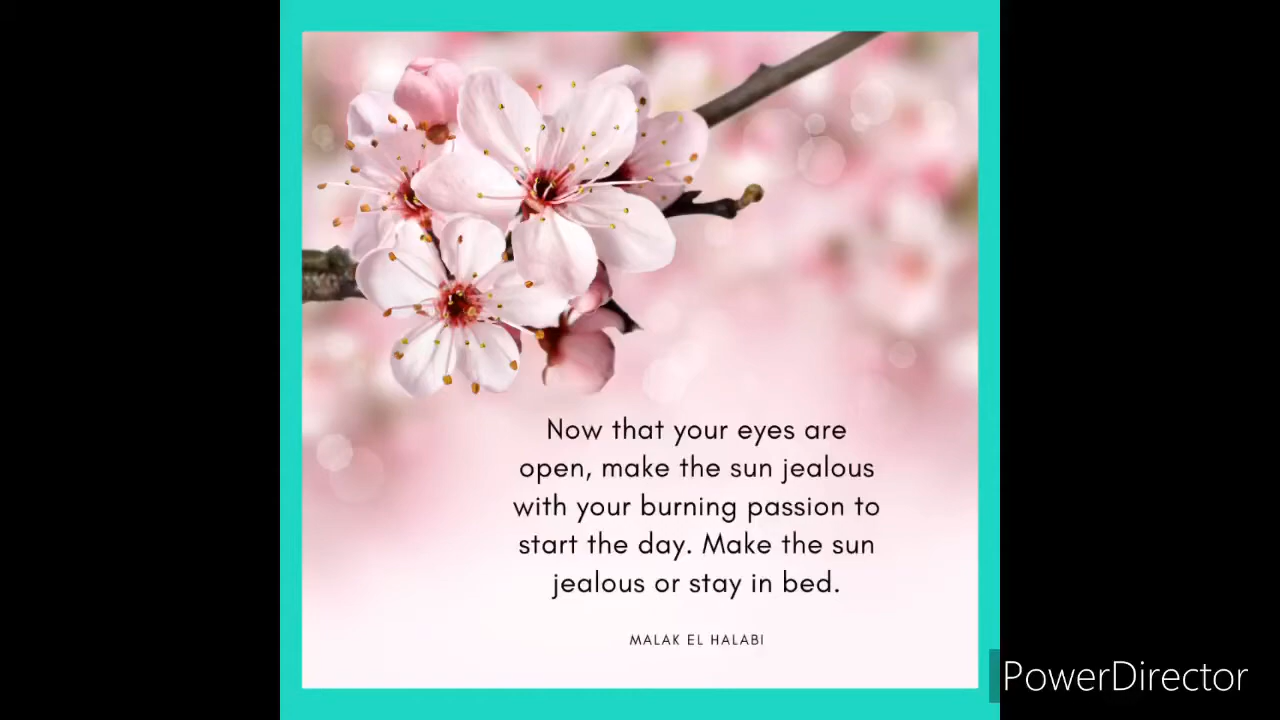 Now that your eyes are
open, make the sun jealous
with your burning passion to
start the day. Make the sun
jealous or stay in bed.
MALAK EL HALABI
PowerDirector